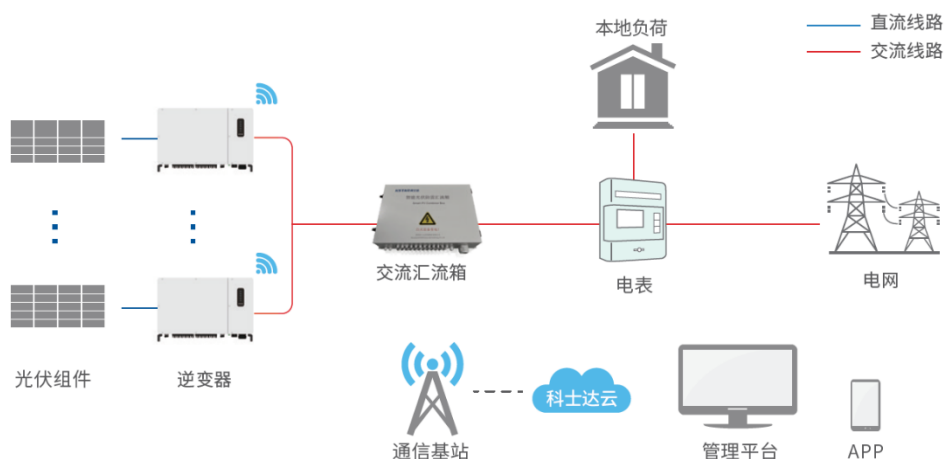 本地负荷
直流线路
交流线路
交流汇流箱
电表
电网
光伏组件
逆变器
科士达云
通信基站
管理平台
APP